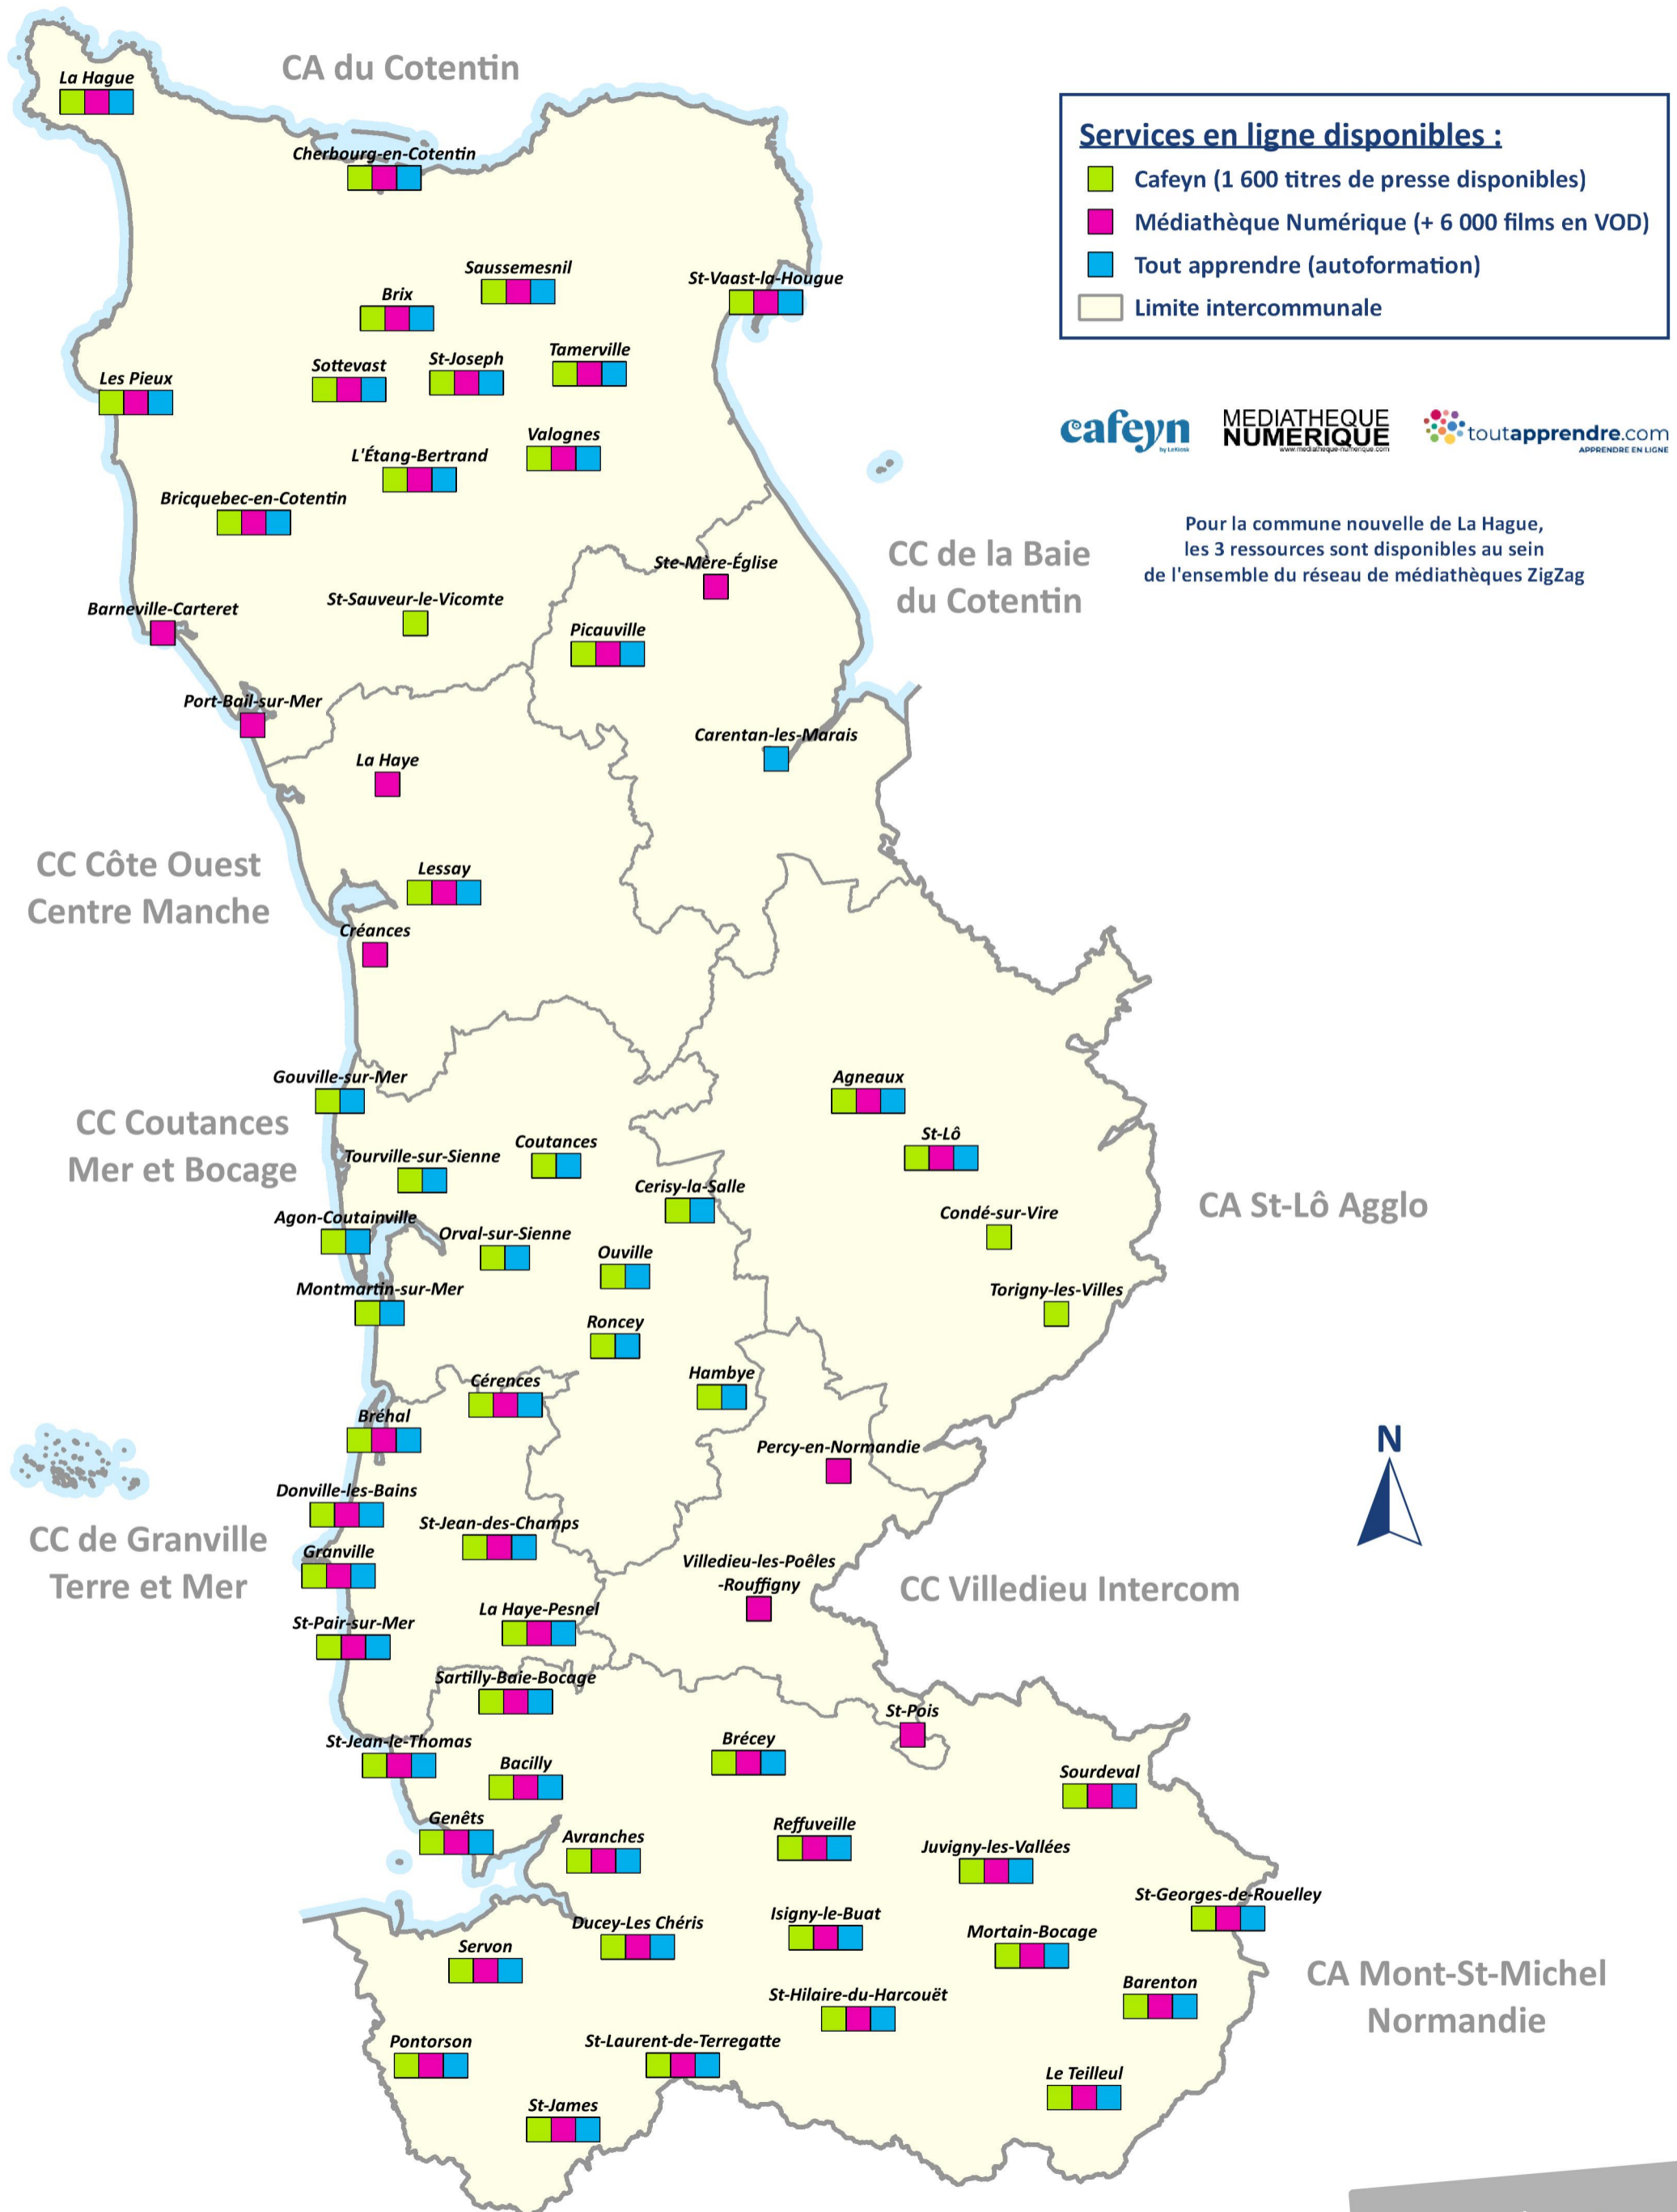 CA du Cotentin
La Hague
Cherbourg-en-Cotentin
Services en ligne disponibles :
Cafeyn (1 600 titres de presse disponibles)
Médiathèque Numérique (+ 6 000 films en VOD)
Tout apprendre (autoformation)
Limite intercommunale
Saussemesnil
St-Vaast-la-Hougue
Brix
Tamerville
St-Joseph
Sottevast
Les Pieux
cafeyn
by LeKiosk
MEDIATHEQUE
NUMERIQUE
www.mediatheque-numerique.com
toutapprendre.com
APPRENDRE EN LIGNE
Valognes
L'Étang-Bertrand
Bricquebec-en-Cotentin
Pour la commune nouvelle de La Hague,
les 3 ressources sont disponibles au sein
de l'ensemble du réseau de médiathèques ZigZag
CC de la Baie
du Cotentin
Ste-Mère-Église
St-Sauveur-le-Vicomte
Barneville-Carteret
Picauville
Port-Bail-sur-Mer
Carentan-les-Marais
La Haye
CC Côte Ouest
Centre Manche
Lessay
Créances
Gouville-sur-Mer
Agneaux
CC Coutances
Mer et Bocage
St-Lô
Coutances
Tourville-sur-Sienne
Cerisy-la-Salle
CA St-Lô Agglo
Condé-sur-Vire
Agon-Coutainville
Orval-sur-Sienne
Ouville
Montmartin-sur-Mer
Torigny-les-Villes
Roncey
Hambye
Cérences
Bréhal
Percy-en-Normandie
N
Donville-les-Bains
St-Jean-des-Champs
CC de Granville
Terre et Mer
Granville
Villedieu-les-Poêles
-Rouffigny
CC Villedieu Intercom
La Haye-Pesnel
St-Pair-sur-Mer
Sartilly-Baie-Bocage
St-Pois
St-Jean-le-Thomas
Brécey
Bacilly
Sourdeval
Genêts
Reffuveille
Avranches
Juvigny-les-Vallées
St-Georges-de-Rouelley
Isigny-le-Buat
Ducey-Les Chéris
Mortain-Bocage
Servon
CA Mont-St-Michel
Normandie
Barenton
St-Hilaire-du-Harcouët
Pontorson
St-Laurent-de-Terregatte
Le Teilleul
St-James